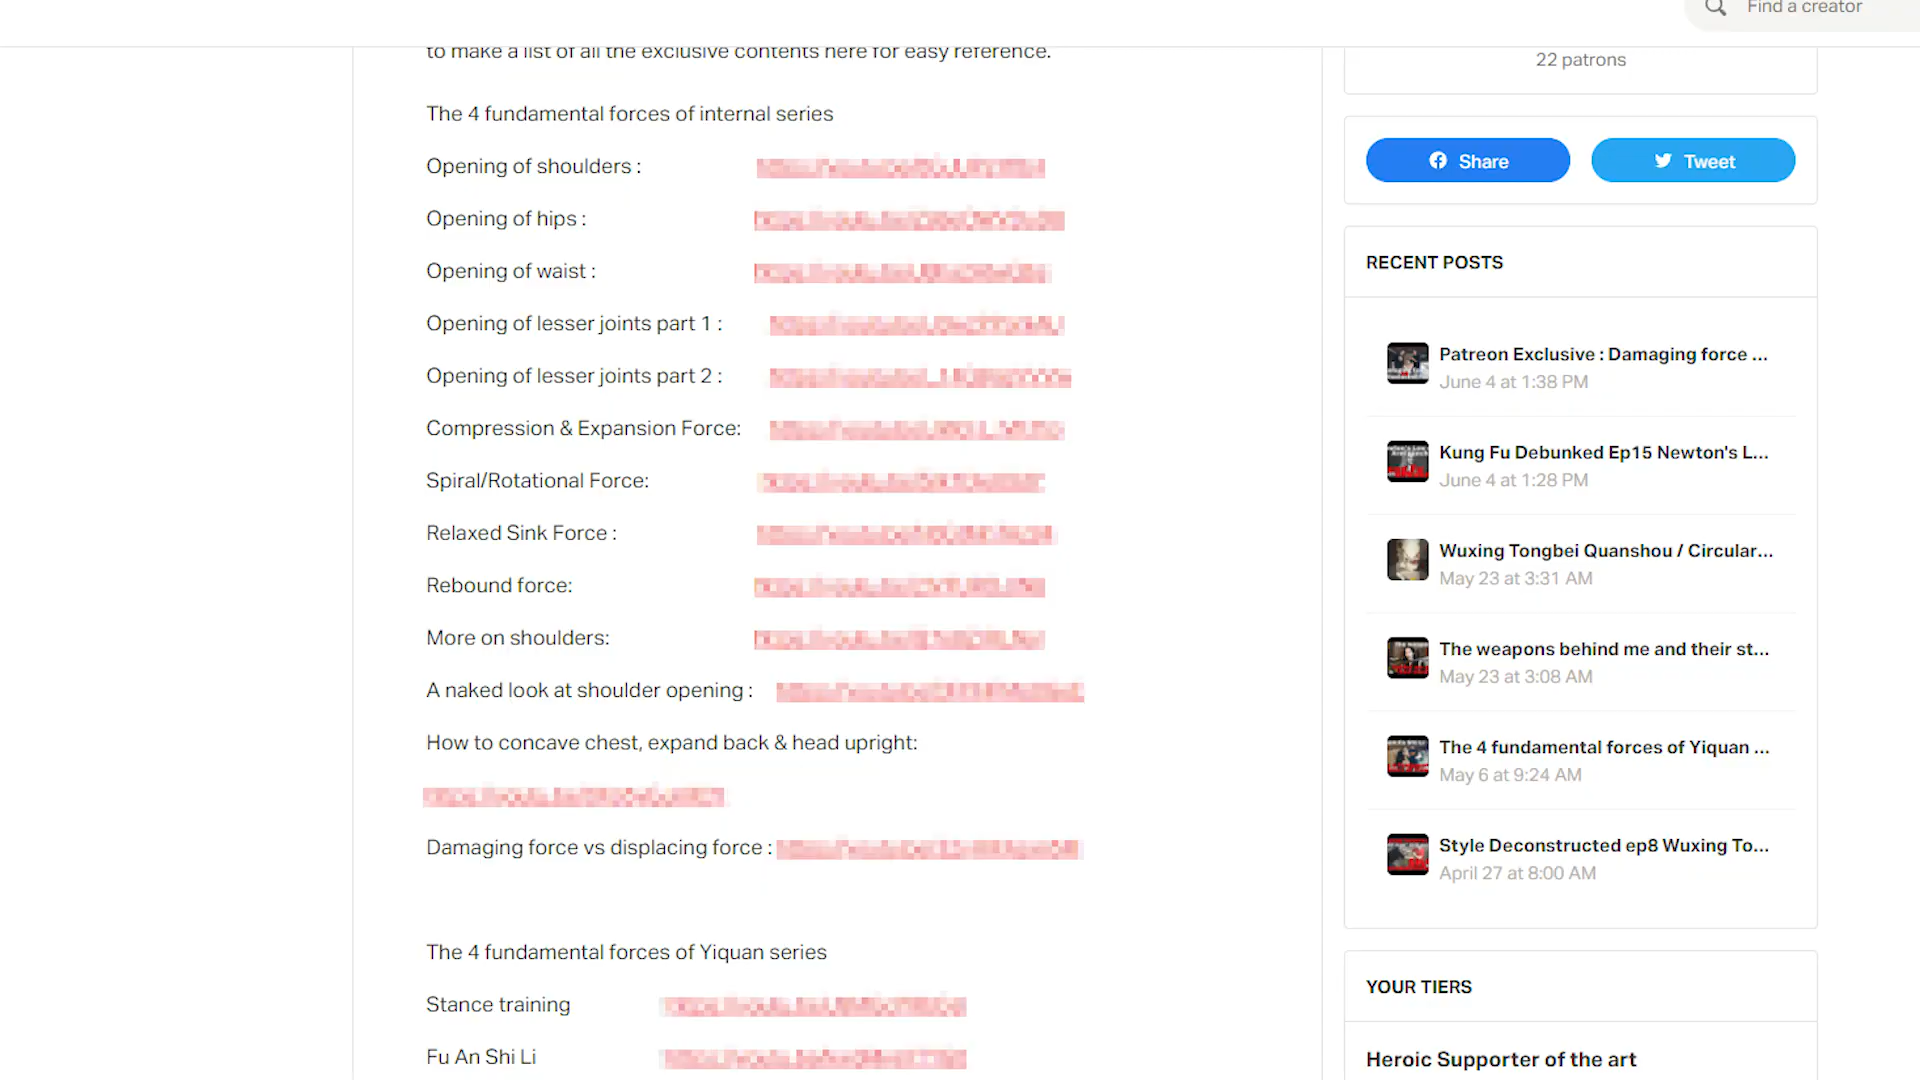 Find a creator
to make a list of all the exclusive contents here for easy reference.
The 4 fundamental forces of internal series
Opening of shoulders :
Opening of hips :
Opening of waist :
Opening of lesser joints part 1 :
Opening of lesser joints part 2 :
Compression & Expansion Force:
Spiral/Rotational Force:
Relaxed Sink Force :
Rebound force:
More on shoulders:
A naked look at shoulder opening :
How to concave chest, expand back & head upright:
Damaging force vs displacing force :
The 4 fundamental forces of Yiquan series
Stance training
Fu An Shi Li
22 patrons
Share
Tweet
RECENT POSTS
Patreon Exclusive : Damaging force ...
June 4 at 1:38 PM
Kung Fu Debunked Ep15 Newton's L...
June 4 at 1:28 PM
Wuxing Tongbei Quanshou / Circular...
May 23 at 3:31 AM
The weapons behind me and their st...
May 23 at 3:08 AM
The 4 fundamental forces of Yiquan ...
May 6 at 9:24 AM
Style Deconstructed ep8 Wuxing To...
April 27 at 8:00 AM
YOUR TIERS
Heroic Supporter of the art